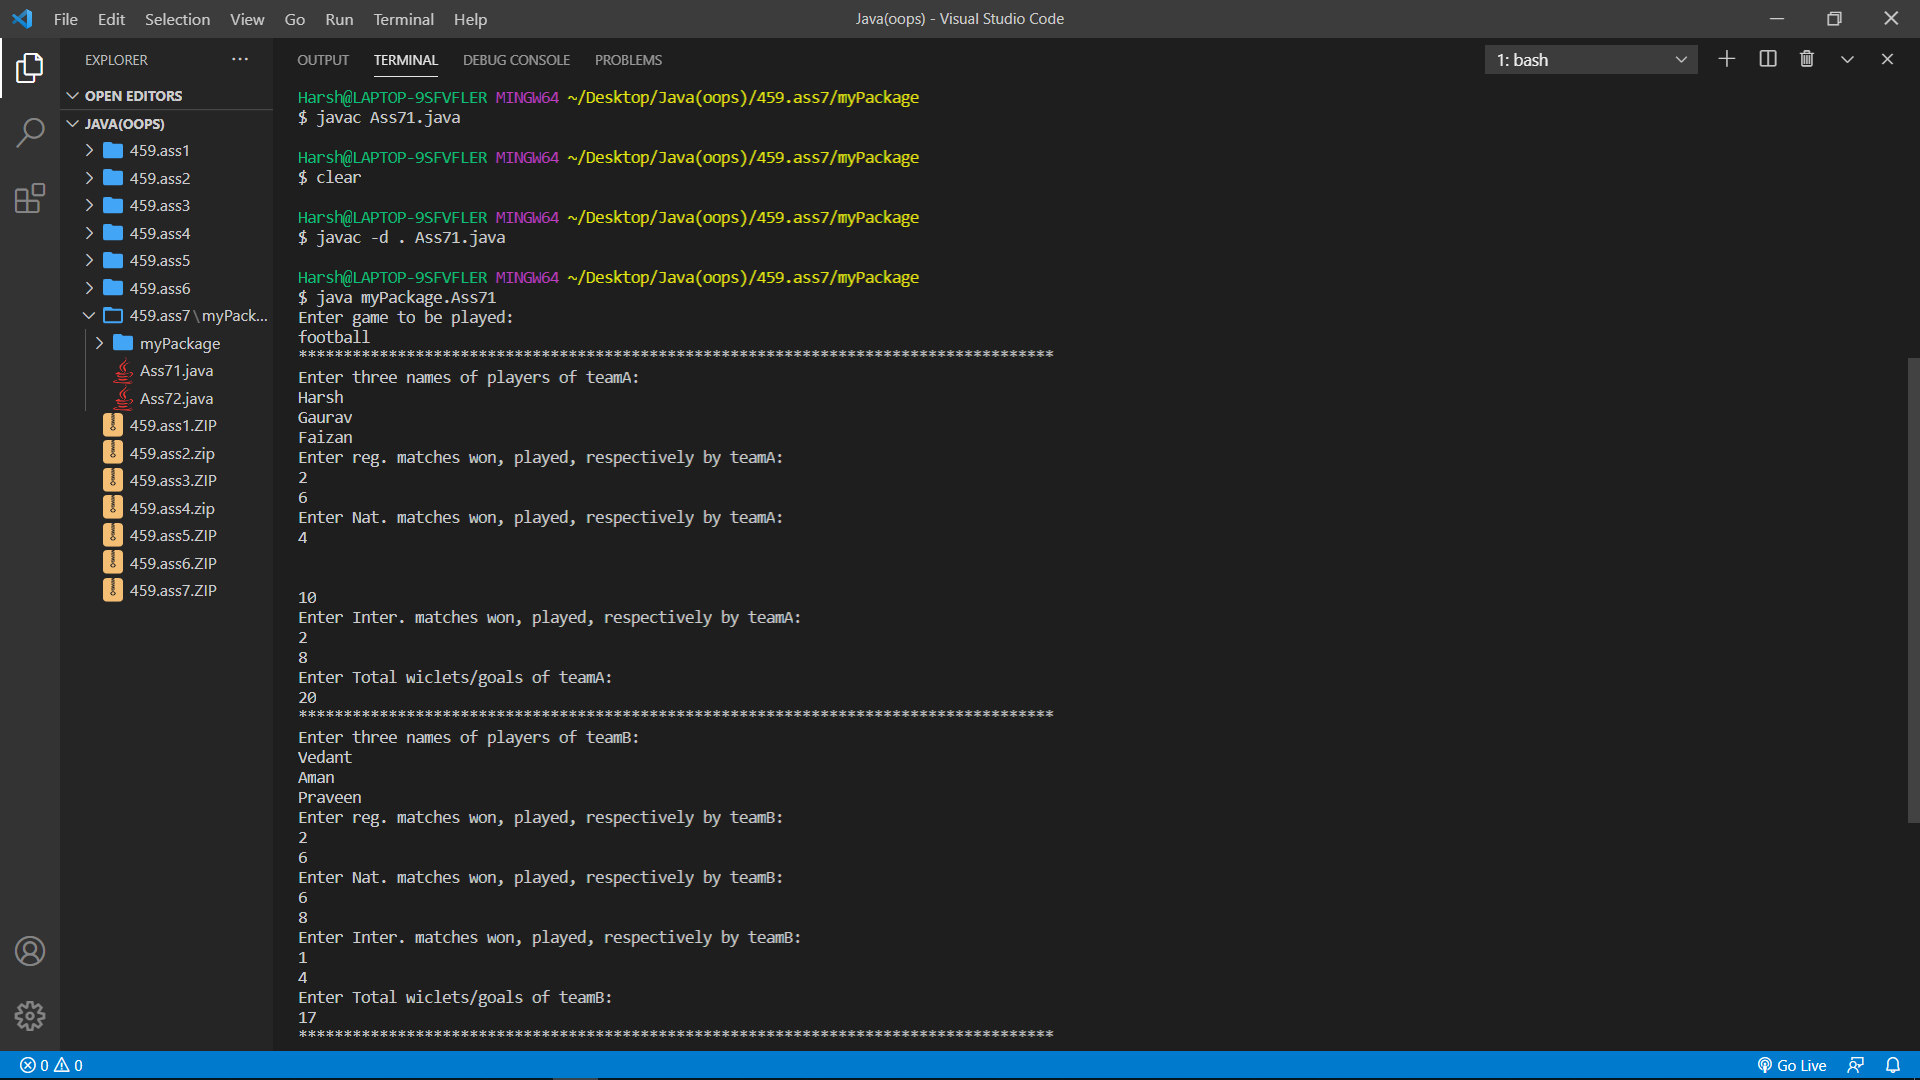 File Edit Selection View Go Run Terminal Help
Java(oops) - Visual Studio Code
EXPLORER
OPEN EDITORS
JAVA(OOPS)
459.ass1
459.ass2
459.ass3
459.ass4
459.ass5
459.ass6
459.ass7\myPack...
myPackage
Ass71.java
Ass72.java
459.ass1.ZIP
459.ass2.zip
459.ass3.ZIP
459.ass4.zip
459.ass5.ZIP
459.ass6.ZIP
459.ass7.ZIP
OUTPUT TERMINAL DEBUG CONSOLE PROBLEMS
1: bash
Harsh@LAPTOP-9SFVFLER MINGW64 ~/Desktop/Java(oops)/459.ass7/myPackage
$ javac Ass71.java
Harsh@LAPTOP-9SFVFLER MINGW64 ~/Desktop/Java(oops)/459.ass7/myPackage
$ clear
Harsh@LAPTOP-9SFVFLER MINGW64 ~/Desktop/Java(oops)/459.ass7/myPackage
$ javac -d . Ass71.java
Harsh@LAPTOP-9SFVFLER MINGW64 ~/Desktop/Java(oops)/459.ass7/myPackage
$ java myPackage.Ass71
Enter game to be played:
football
************************************************************************************
Enter three names of players of teamA:
Harsh
Gaurav
Faizan
Enter reg. matches won, played, respectively by teamA:
2
6
Enter Nat. matches won, played, respectively by teamA:
4
10
Enter Inter. matches won, played, respectively by teamA:
2
8
Enter Total wiclets/goals of teamA:
20
************************************************************************************
Enter three names of players of teamB:
Vedant
Aman
Praveen
Enter reg. matches won, played, respectively by teamB:
2
6
Enter Nat. matches won, played, respectively by teamB:
6
8
Enter Inter. matches won, played, respectively by teamB:
1
4
Enter Total wiclets/goals of teamB:
17
************************************************************************************
0 0
Go Live